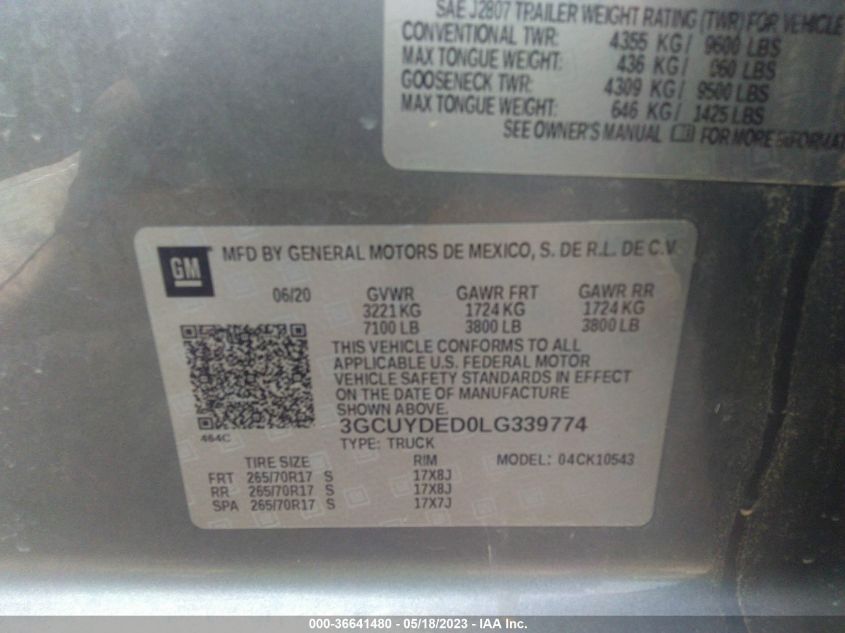 SAE J2807 TRAILER WEIGHT RATING (TWR) FOR VEHICLE
CONVENTIONAL TWR: 4355 KG/ 9600 LBS
MAX TONGUE WEIGHT: 436 KG/ 960 LBS
GOOSENECK TWR: 4309 KG/ 9500 LBS
MAX TONGUE WEIGHT: 646 KG/ 1425 LBS
SEE OWNER'S MANUAL FOR MORE INFORMAT
GM MFD BY GENERAL MOTORS DE MEXICO, S. DE R.L. DE C.V.
06/20 GVWR GAWR FRT GAWR RR
3221 KG 1724 KG 1724 KG
7100 LB 3800 LB 3800 LB
THIS VEHICLE CONFORMS TO ALL
APPLICABLE U.S. FEDERAL MOTOR
VEHICLE SAFETY STANDARDS IN EFFECT
ON THE DATE OF MANUFACTURE
SHOWN ABOVE.
464C 3GCUYDED0LG339774
TYPE: TRUCK
TIRE SIZE RIM MODEL: 04CK10543
FRT 265/70R17 S 17X8J
RR 265/70R17 S 17X8J
SPA 265/70R17 S 17X7J
000-36641480 - 05/18/2023 - IAA Inc.